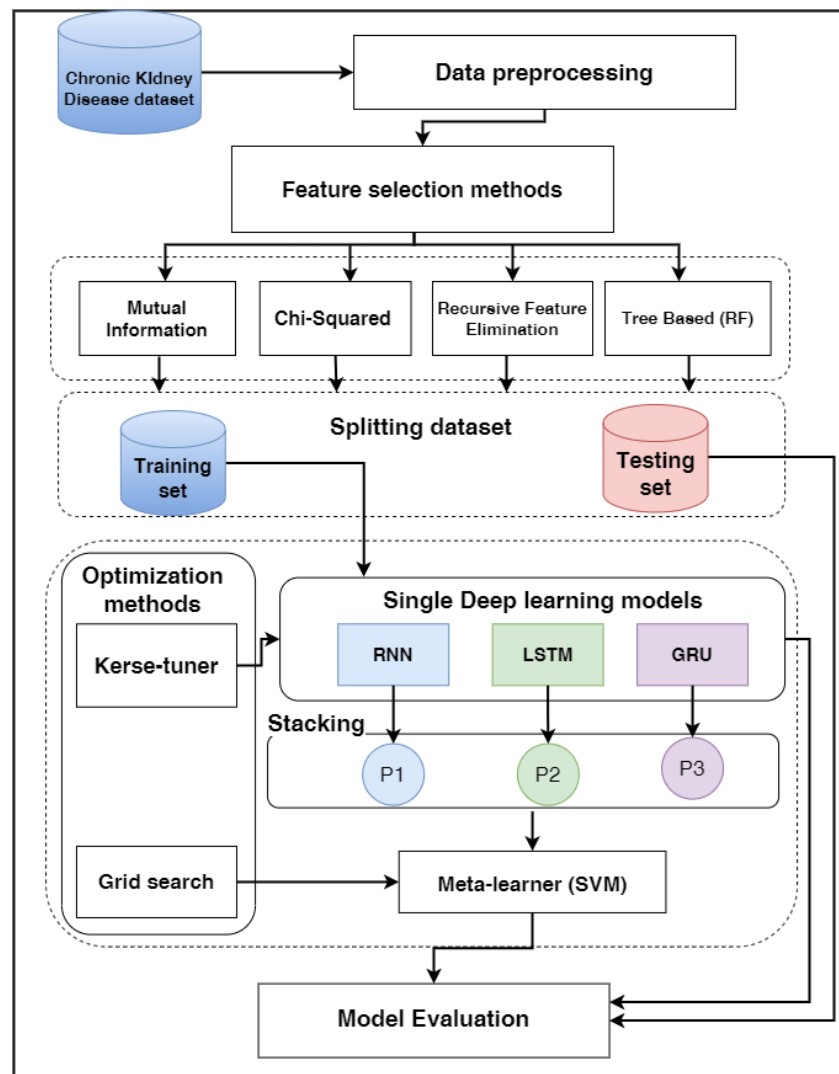 Chronic KIdney
Disease dataset
Data preprocessing
Feature selection methods
Mutual
Information
Chi-Squared
Recursive Feature
Elimination
Tree Based (RF)
Splitting dataset
Training
set
Testing
set
Optimization
methods
Single Deep learning models
Kerse-tuner
RNN
LSTM
GRU
Stacking
P1
P2
P3
Grid search
Meta-learner (SVM)
Model Evaluation